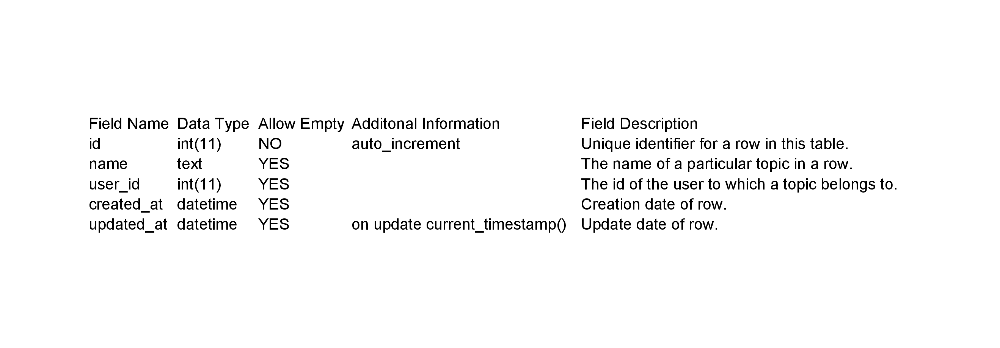 Field Name Data Type Allow Empty Additonal Information Field Description
id int(11) NO auto_increment Unique identifier for a row in this table.
name text YES The name of a particular topic in a row.
user_id int(11) YES The id of the user to which a topic belongs to.
created_at datetime YES Creation date of row.
updated_at datetime YES on update current_timestamp() Update date of row.